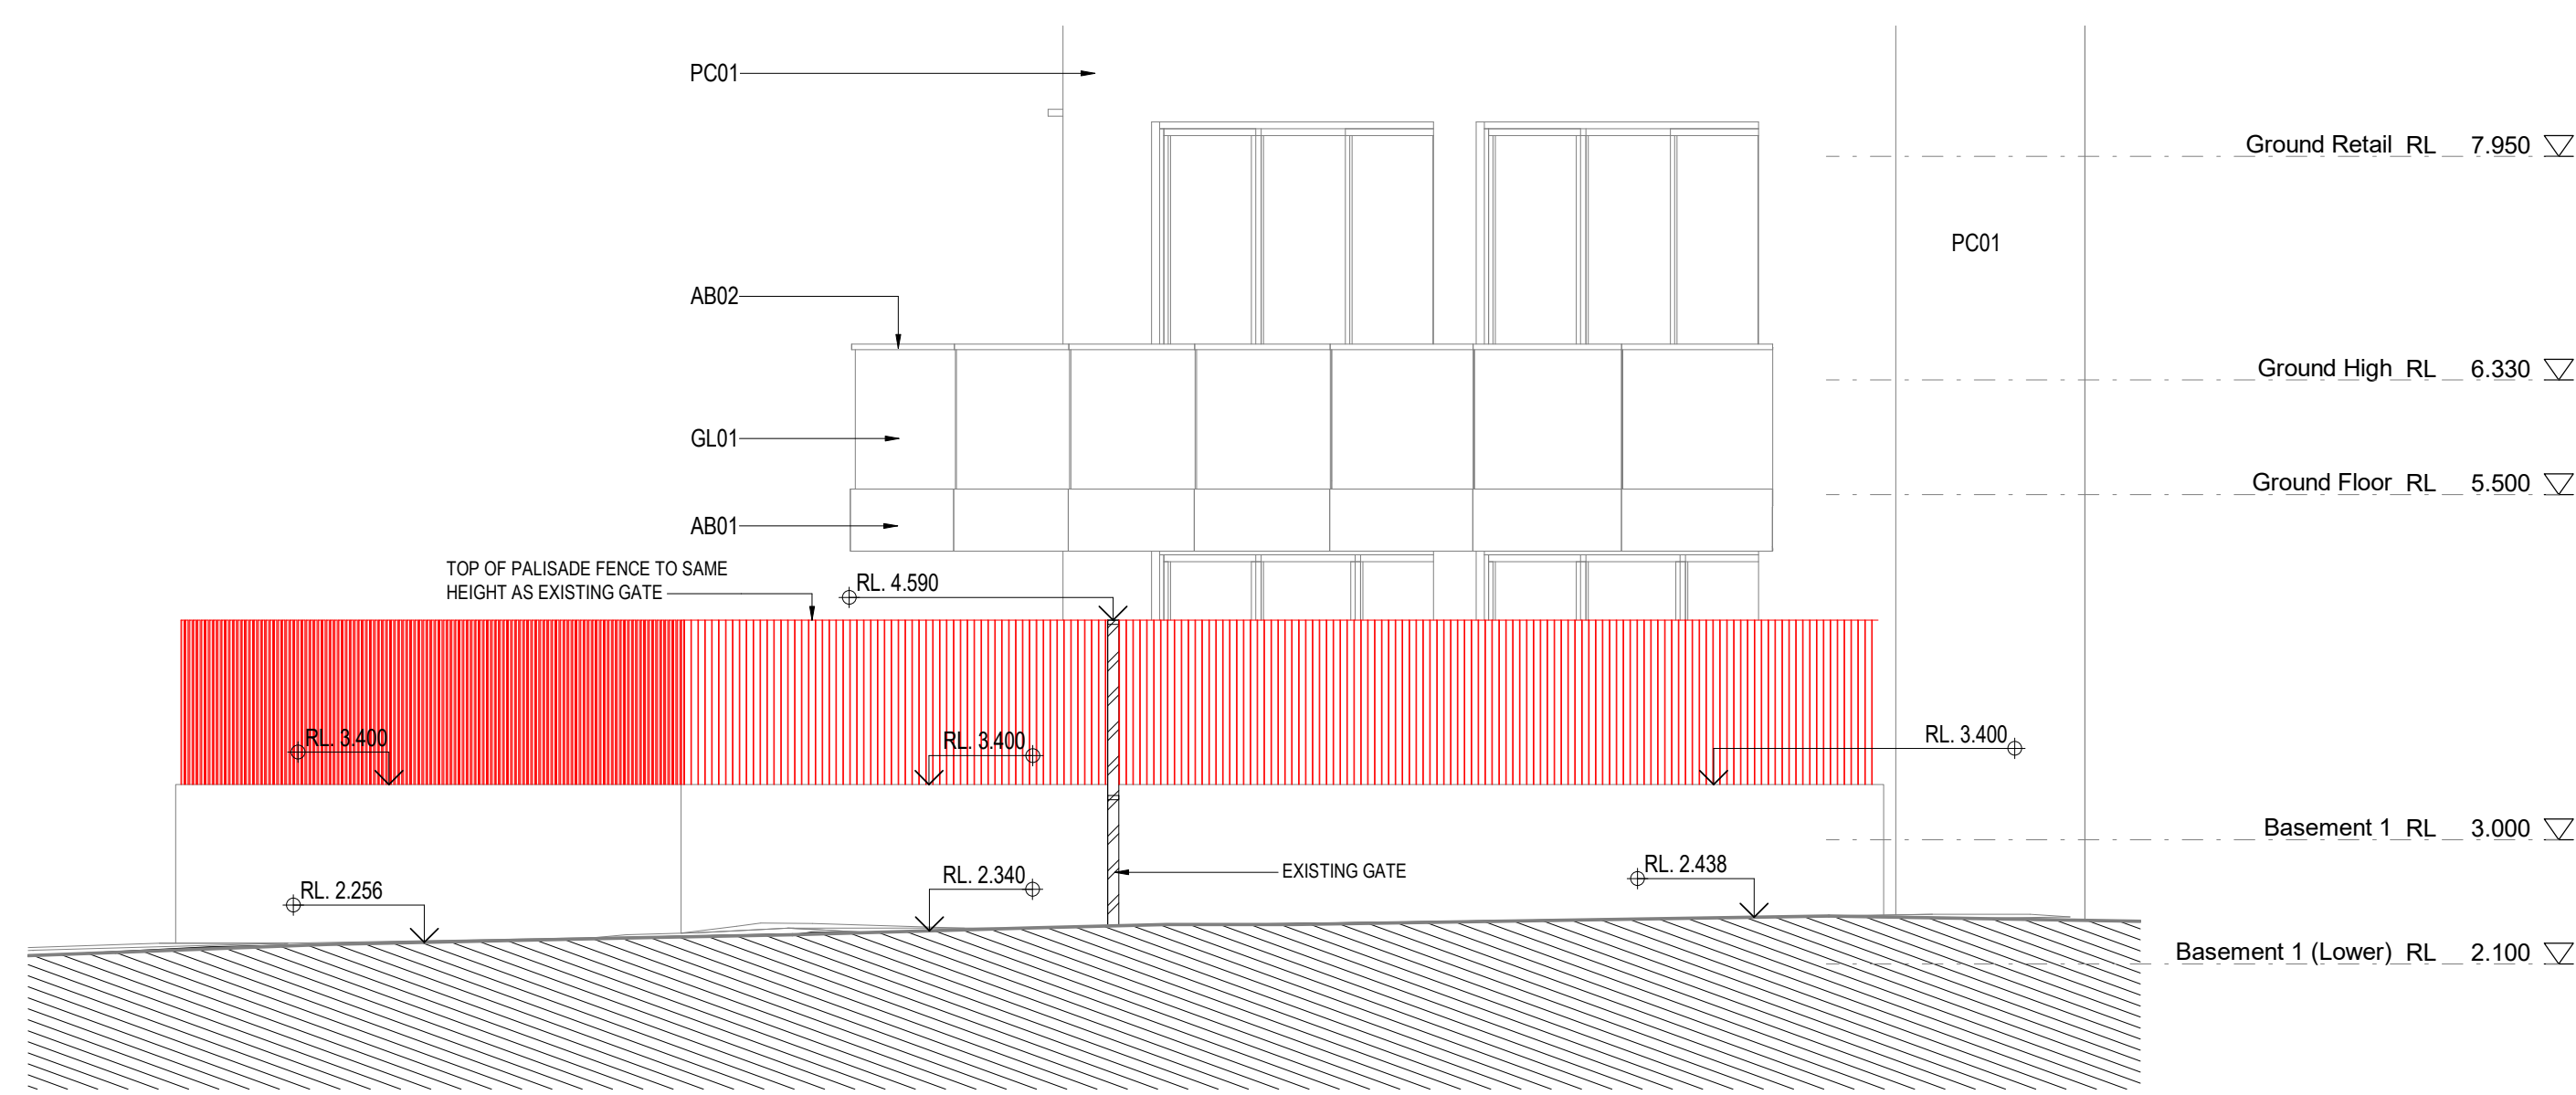 PC01
Ground Retail RL 7.950
PC01
AB02
Ground High RL 6.330
GL01
Ground Floor RL 5.500
AB01
TOP OF PALISADE FENCE TO SAME
HEIGHT AS EXISTING GATE
RL. 4.590
RL. 3.400
RL. 3.400
RL. 3.400
Basement 1 RL 3.000
RL. 2.256
RL. 2.340
EXISTING GATE
RL. 2.438
Basement 1 (Lower) RL 2.100